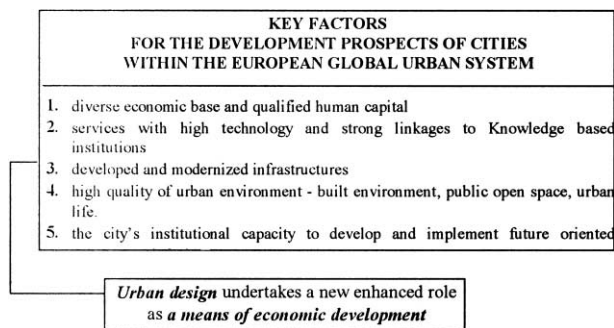 KEY FACTORS
FOR THE DEVELOPMENT PROSPECTS OF CITIES
WITHIN THE EUROPEAN GLOBAL URBAN SYSTEM
1. diverse economic base and qualified human capital
2. services with high technology and strong linkages to Knowledge based
institutions
3. developed and modernized infrastructures
4. high quality of urban environment - built environment, public open space, urban
life.
5. the city's institutional capacity to develop and implement future oriented
Urban design undertakes a new enhanced role
as a means of economic development